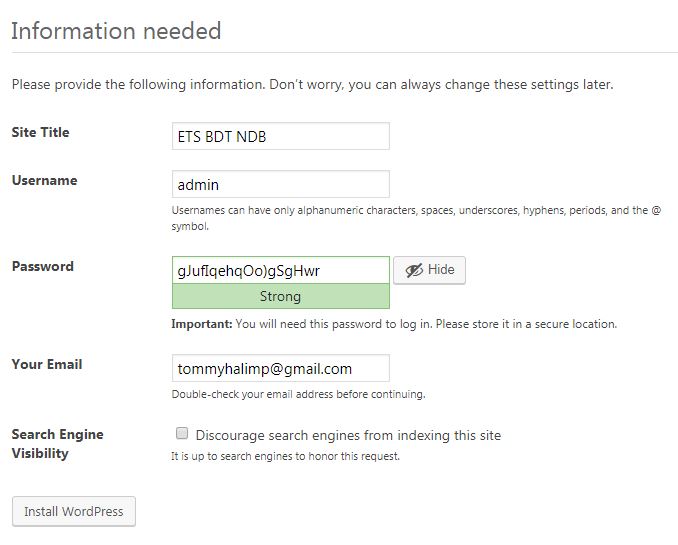 Information needed
Please provide the following information. Don't worry, you can always change these settings later.
Site Title
ETS BDT NDB
Username
admin
Usernames can have only alphanumeric characters, spaces, underscores, hyphens, periods, and the @
symbol.
Password
gJufIqehqOo)gSgHwr
Hide
Strong
Important: You will need this password to log in. Please store it in a secure location.
Your Email
tommyhalimp@gmail.com
Double-check your email address before continuing.
Search Engine
Visibility
Discourage search engines from indexing this site
It is up to search engines to honor this request.
Install WordPress